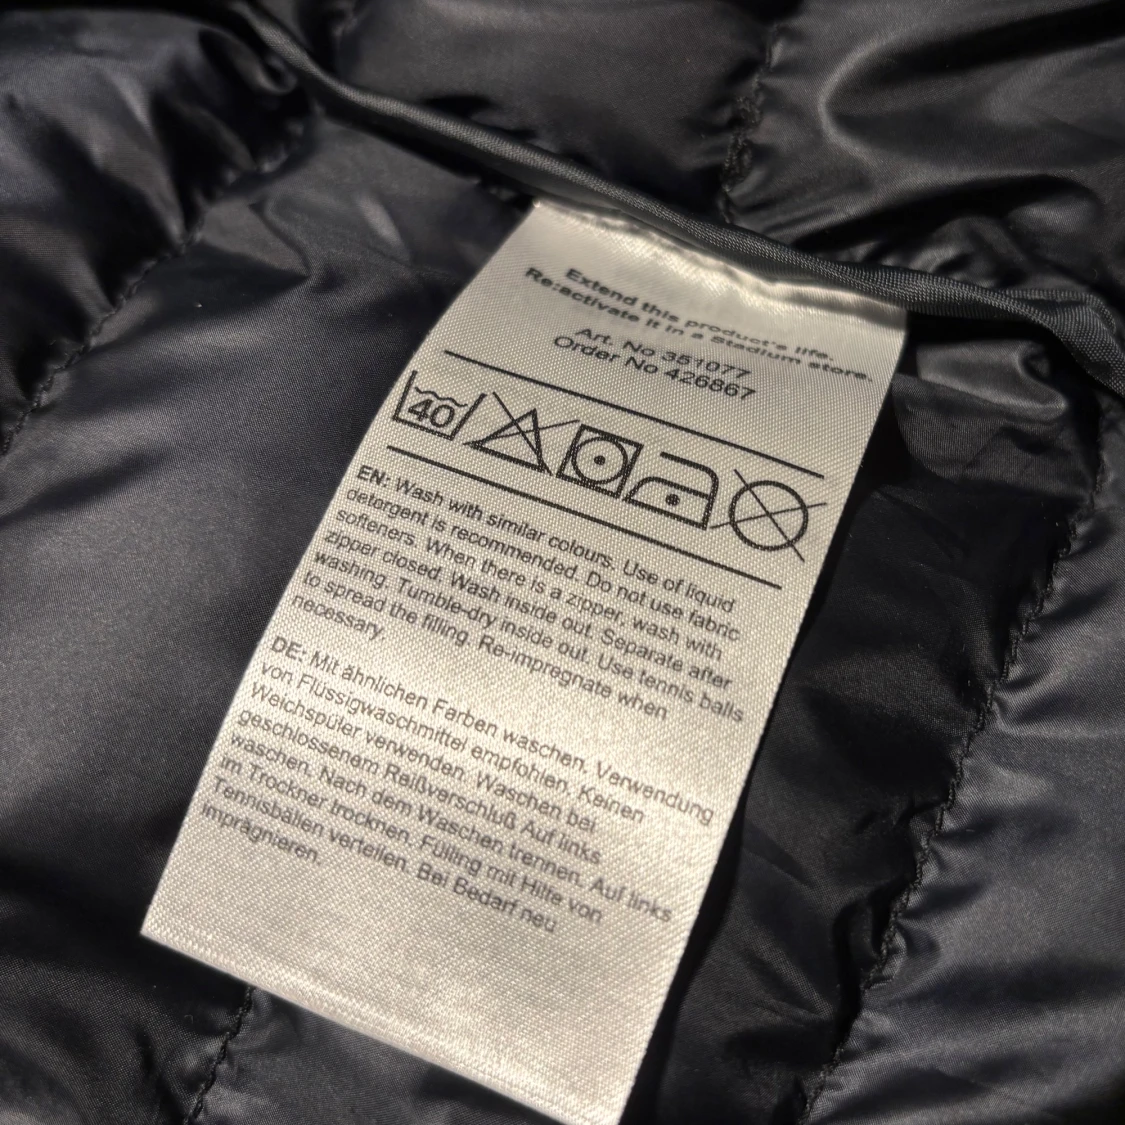 Extend this product's life.
Re:activate it in a Stadium store.
Art. No 351077
Order No 426867
40
EN: Wash with similar colours. Use of liquid
detergent is recommended. Do not use fabric
softeners. When there is a zipper, wash with
zipper closed. Wash inside out. Separate after
washing. Tumble-dry inside out. Use tennis balls
to spread the filling. Re-impregnate when
necessary.
DE: Mit ähnlichen Farben waschen. Verwendung
von Flüssigwaschmittel empfohlen. Keinen
Weichspüler verwenden. Waschen bei
geschlossenem Reißverschluß Auf links
waschen. Nach dem Waschen trennen. Auf links
im Trockner trocknen. Füllling mit Hilfe von
Tennisballen verteilen. Bei Bedarf neu
imprägnieren.